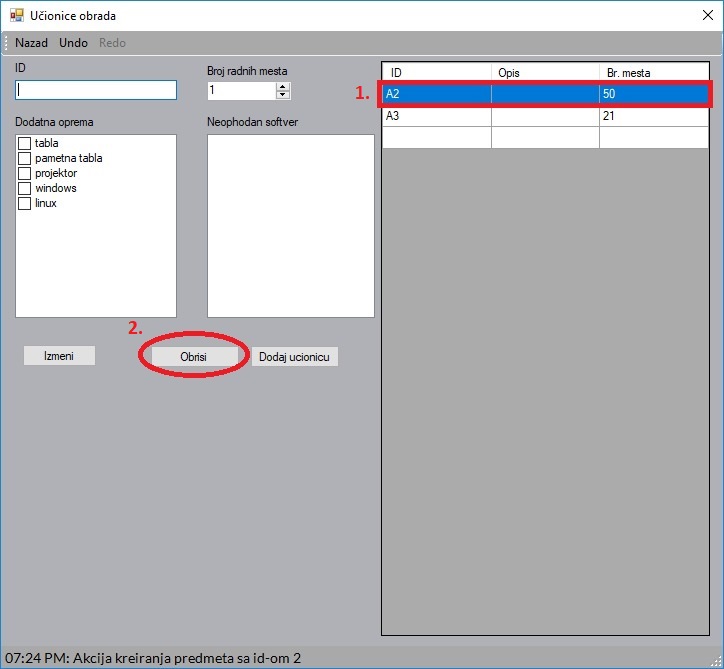 Učionice obrada
Nazad Undo Redo
ID
Broj radnih mesta
1
Dodatna oprema
tabla
pametna tabla
projektor
windows
linux
Neophodan softver
2.
Izmeni
Obrisi
Dodaj ucionicu
1.
ID Opis Br. mesta
A2 50
A3 21
07:24 PM: Akcija kreiranja predmeta sa id-om 2